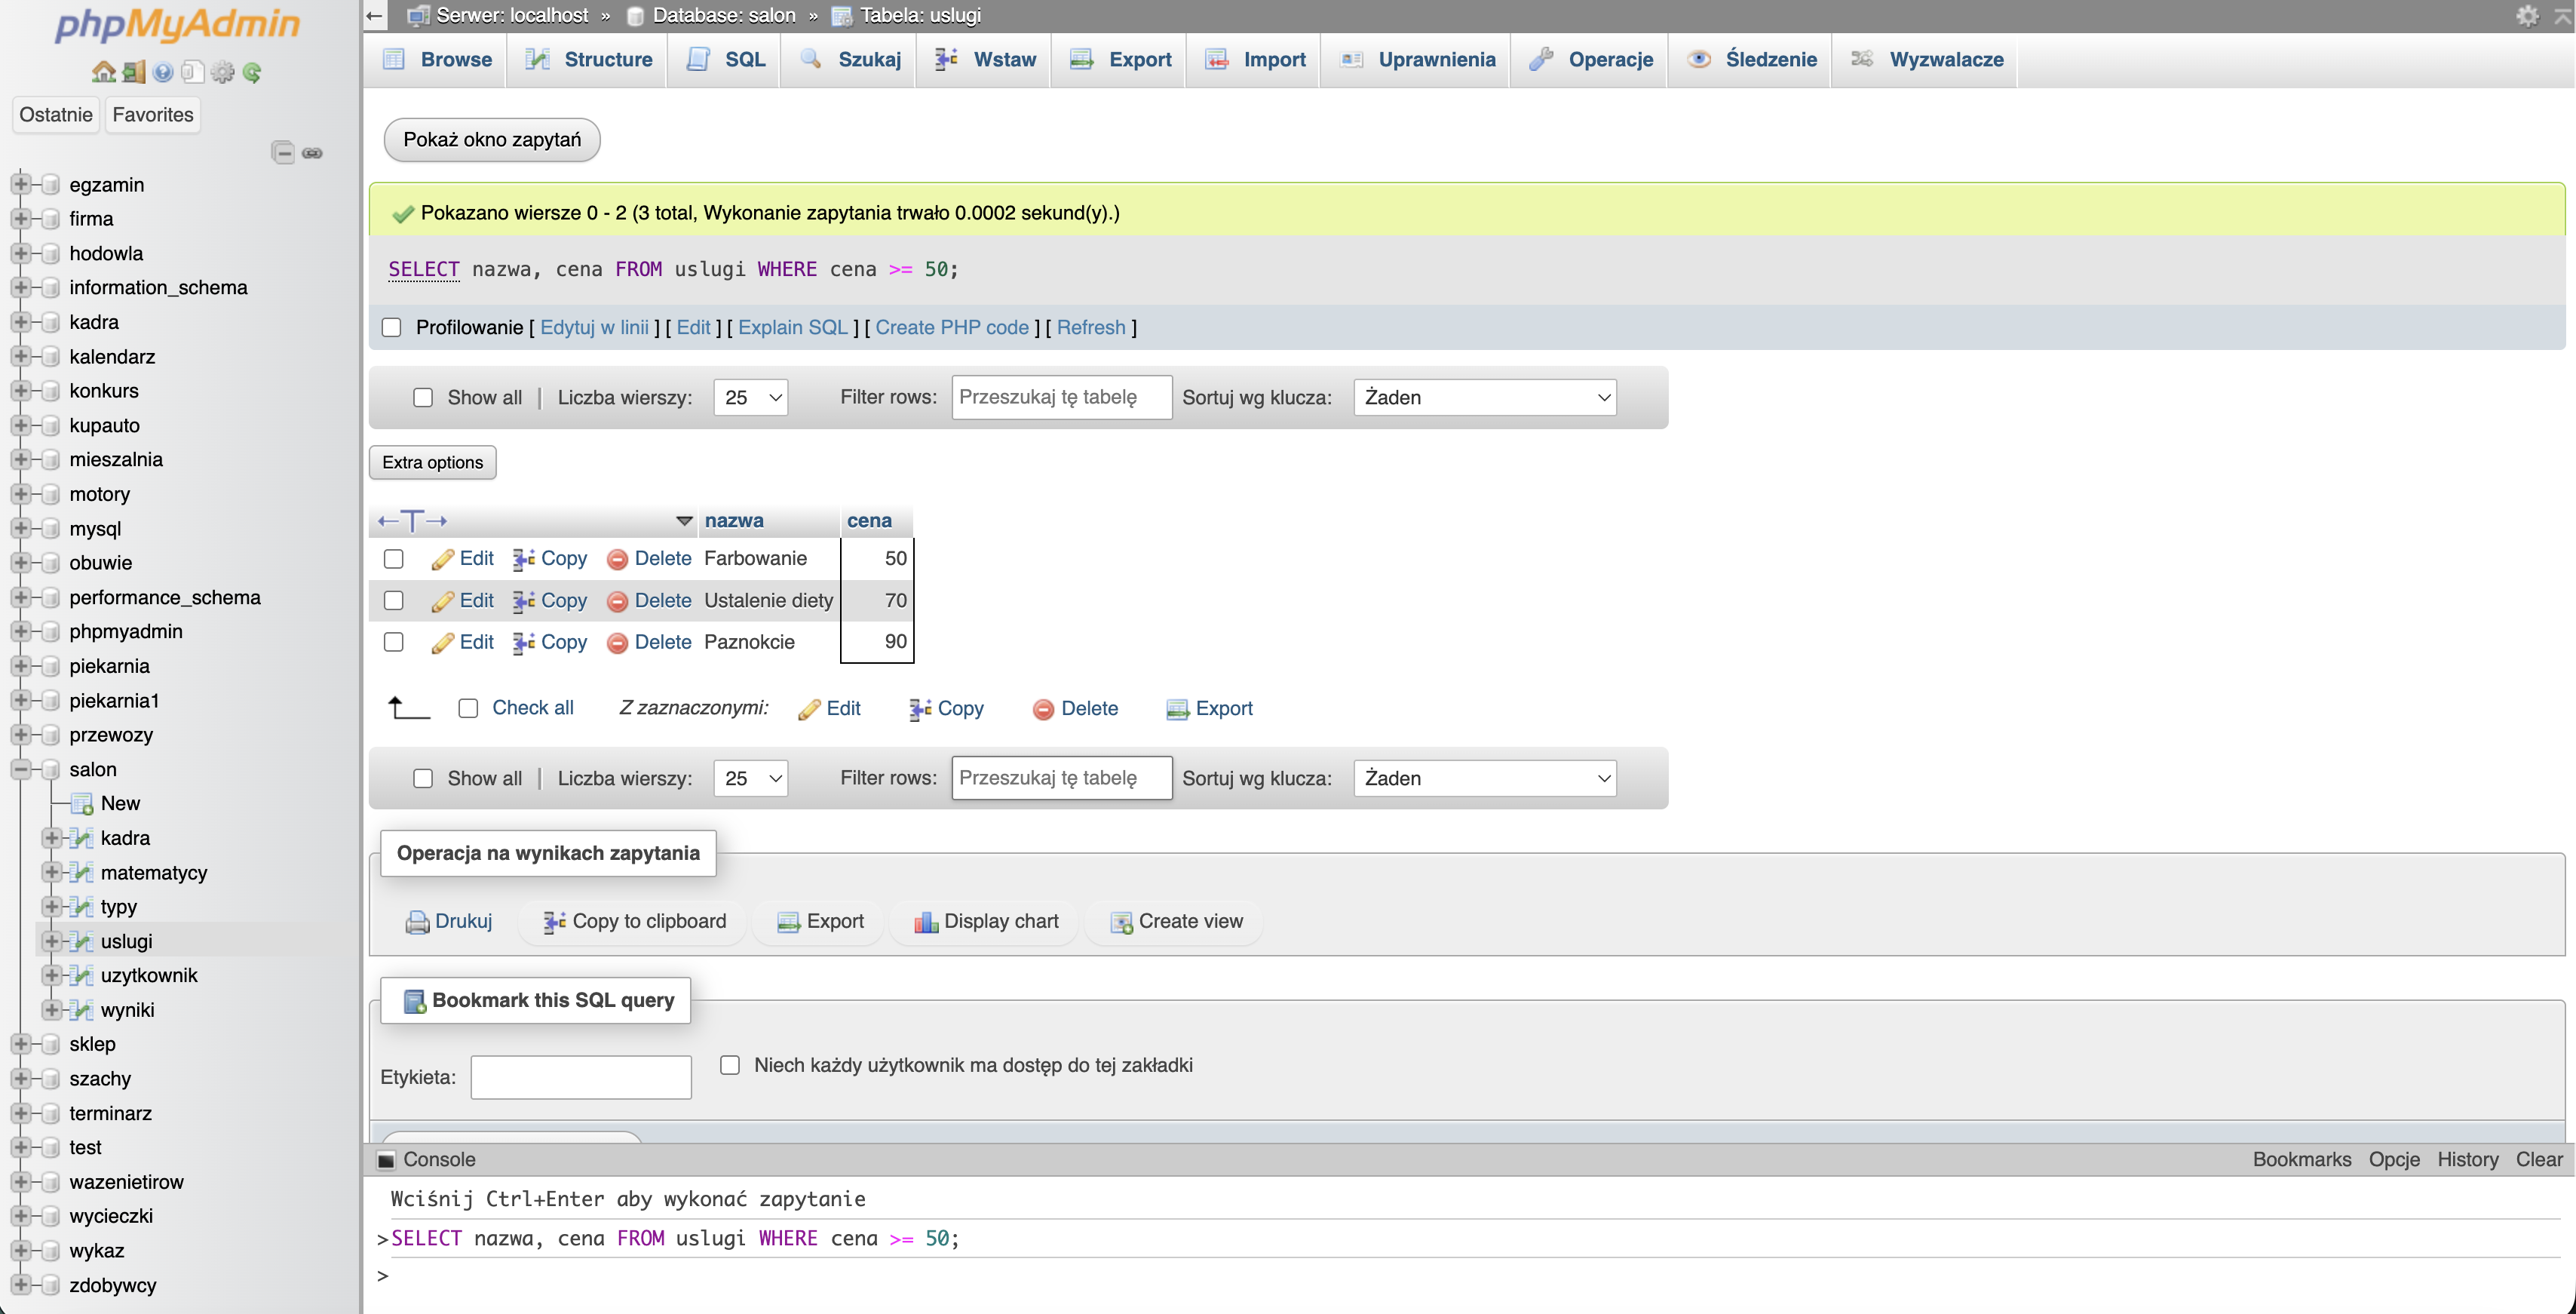 phpMyAdmin
Ostatnie Favorites
egzamin
firma
hodowla
information_schema
kadra
kalendarz
konkurs
kupauto
mieszalnia
motory
mysql
obuwie
performance_schema
phpmyadmin
piekarnia
piekarnia1
przewozy
salon
New
kadra
matematycy
typy
uslugi
uzytkownik
wyniki
sklep
szachy
terminarz
test
wazenietirow
wycieczki
wykaz
zdobywcy
← Serwer: localhost » Database: salon » Tabela: uslugi
Browse Structure SQL Szukaj Wstaw Export Import Uprawnienia Operacje Śledzenie Wyzwalacze
Pokaż okno zapytań
Pokazano wiersze 0 - 2 (3 total, Wykonanie zapytania trwało 0.0002 sekund(y).)
SELECT nazwa, cena FROM uslugi WHERE cena >= 50;
Profilowanie [ Edytuj w linii ] [ Edit ] [ Explain SQL ] [ Create PHP code ] [ Refresh ]
Show all | Liczba wierszy: 25 Filter rows: Przeszukaj tę tabelę Sortuj wg klucza: Żaden
Extra options
←T→ nazwa cena
Edit Copy Delete Farbowanie 50
Edit Copy Delete Ustalenie diety 70
Edit Copy Delete Paznokcie 90
Check all Z zaznaczonymi: Edit Copy Delete Export
Show all | Liczba wierszy: 25 Filter rows: Przeszukaj tę tabelę Sortuj wg klucza: Żaden
Operacja na wynikach zapytania
Drukuj Copy to clipboard Export Display chart Create view
Bookmark this SQL query
Etykieta: Niech każdy użytkownik ma dostęp do tej zakładki
Console Bookmarks Opcje History Clear
Wciśnij Ctrl+Enter aby wykonać zapytanie
>SELECT nazwa, cena FROM uslugi WHERE cena >= 50;
>